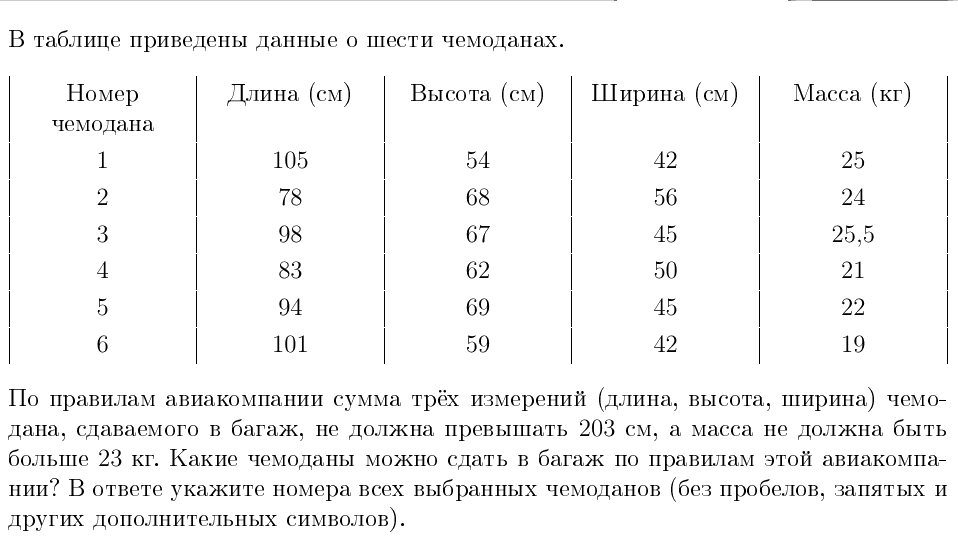 В таблице приведены данные о шести чемоданах.
Номер чемодана Длина (см) Высота (см) Ширина (см) Масса (кг)
1 105 54 42 25
2 78 68 56 24
3 98 67 45 25,5
4 83 62 50 21
5 94 69 45 22
6 101 59 42 19
По правилам авиакомпании сумма трёх измерений (длина, высота, ширина) чемо-
дана, сдаваемого в багаж, не должна превышать 203 см, а масса не должна быть
больше 23 кг. Какие чемоданы можно сдать в багаж по правилам этой авиакомпа-
нии? В ответе укажите номера всех выбранных чемоданов (без пробелов, запятых и
других дополнительных символов).